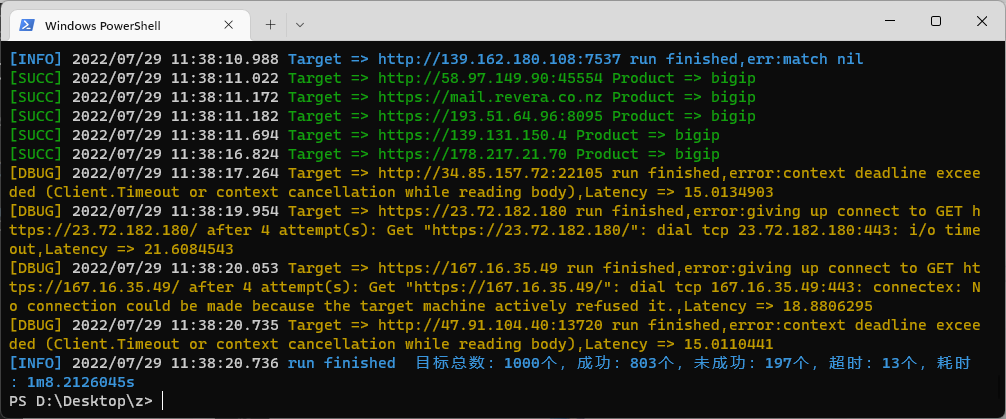 Windows PowerShell
[INFO] 2022/07/29 11:38:10.988 Target => http://139.162.180.108:7537 run finished,err:match nil
[SUCC] 2022/07/29 11:38:11.022 Target => http://58.97.149.90:45554 Product => bigip
[SUCC] 2022/07/29 11:38:11.172 Target => https://mail.revera.co.nz Product => bigip
[SUCC] 2022/07/29 11:38:11.182 Target => https://193.51.64.96:8095 Product => bigip
[SUCC] 2022/07/29 11:38:11.694 Target => https://139.131.150.4 Product => bigip
[SUCC] 2022/07/29 11:38:16.824 Target => https://178.217.21.70 Product => bigip
[DBUG] 2022/07/29 11:38:17.264 Target => http://34.85.157.72:22105 run finished,error:context deadline excee
ded (Client.Timeout or context cancellation while reading body),Latency => 15.0134903
[DBUG] 2022/07/29 11:38:19.954 Target => https://23.72.182.180 run finished,error:giving up connect to GET h
ttps://23.72.182.180/ after 4 attempt(s): Get "https://23.72.182.180/": dial tcp 23.72.182.180:443: i/o time
out,Latency => 21.6084543
[DBUG] 2022/07/29 11:38:20.053 Target => https://167.16.35.49 run finished,error:giving up connect to GET ht
tps://167.16.35.49/ after 4 attempt(s): Get "https://167.16.35.49/": dial tcp 167.16.35.49:443: connectex: N
o connection could be made because the target machine actively refused it.,Latency => 18.8806295
[DBUG] 2022/07/29 11:38:20.735 Target => http://47.91.104.40:13720 run finished,error:context deadline excee
ded (Client.Timeout or context cancellation while reading body),Latency => 15.0110441
[INFO] 2022/07/29 11:38:20.736 run finished  目标总数: 1000个, 成功: 803个, 未成功: 197个, 超时: 13个, 耗时
: 1m8.2126045s
PS D:\Desktop\z>